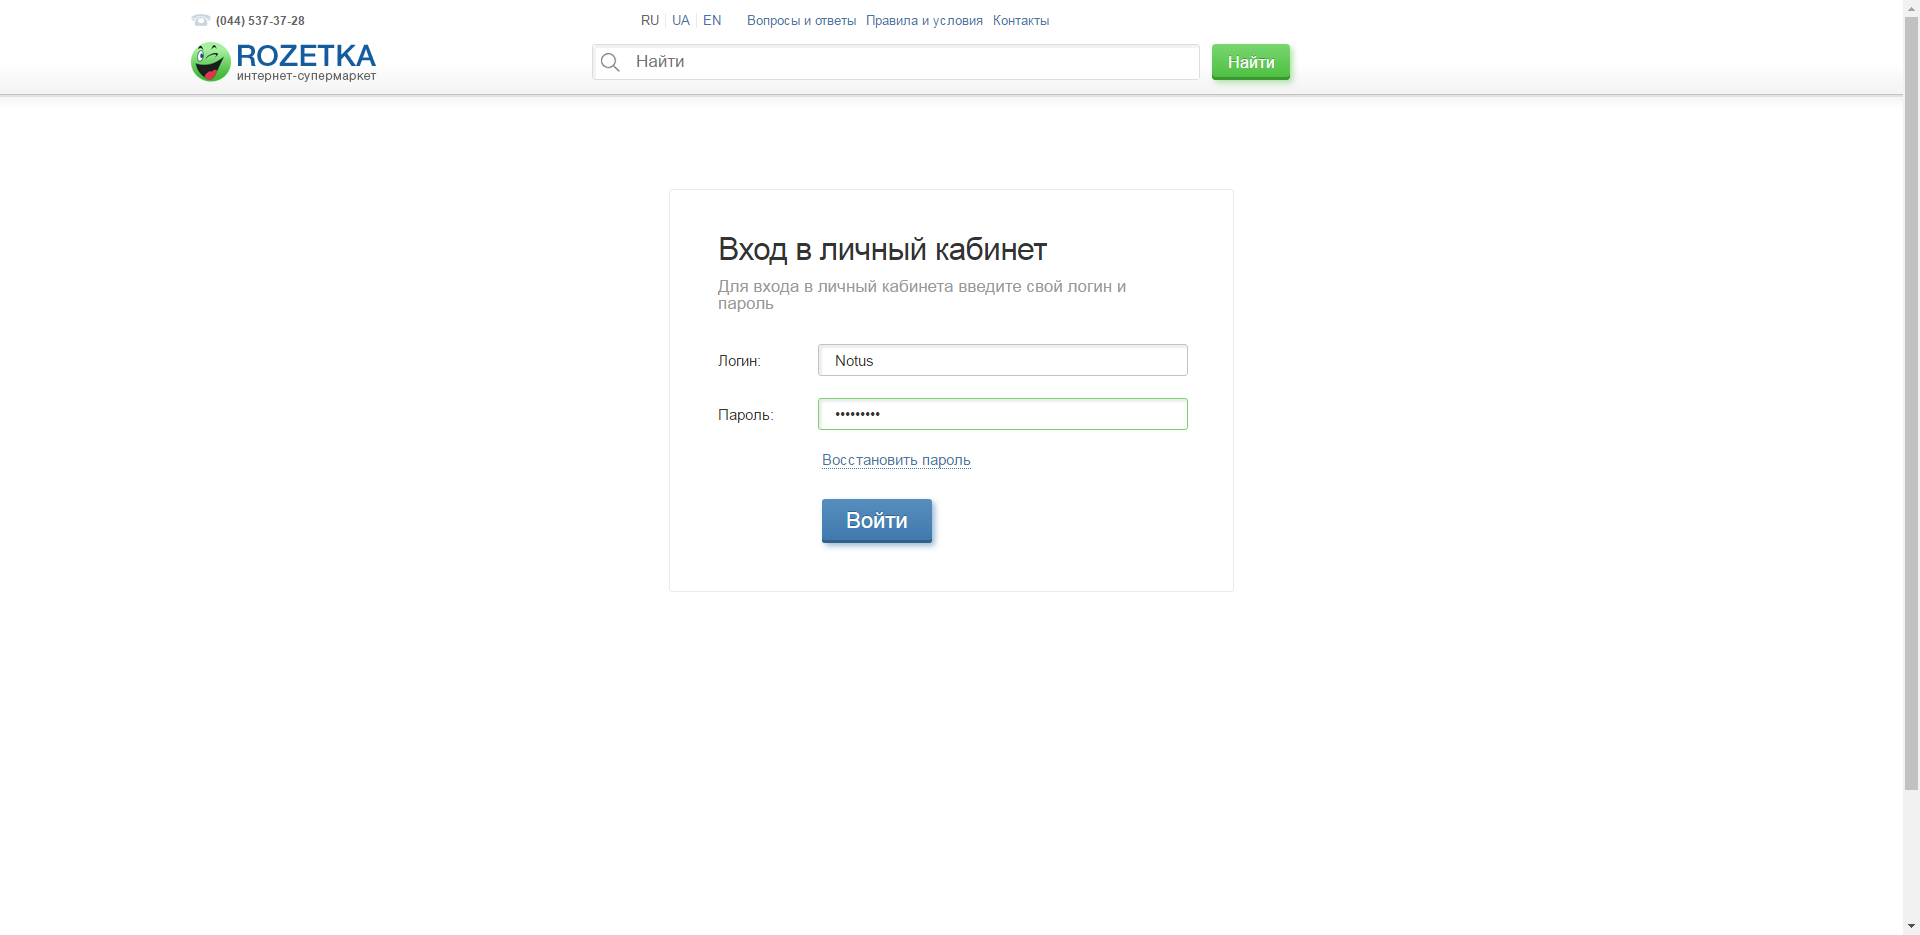 (044) 537-37-28
RU UA EN Вопросы и ответы Правила и условия Контакты
ROZETKA
интернет-супермаркет
Найти
Найти
Вход в личный кабинет
Для входа в личный кабинета введите свой логин и
пароль
Логин: Notus
Пароль: •••••••••
Восстановить пароль
Войти